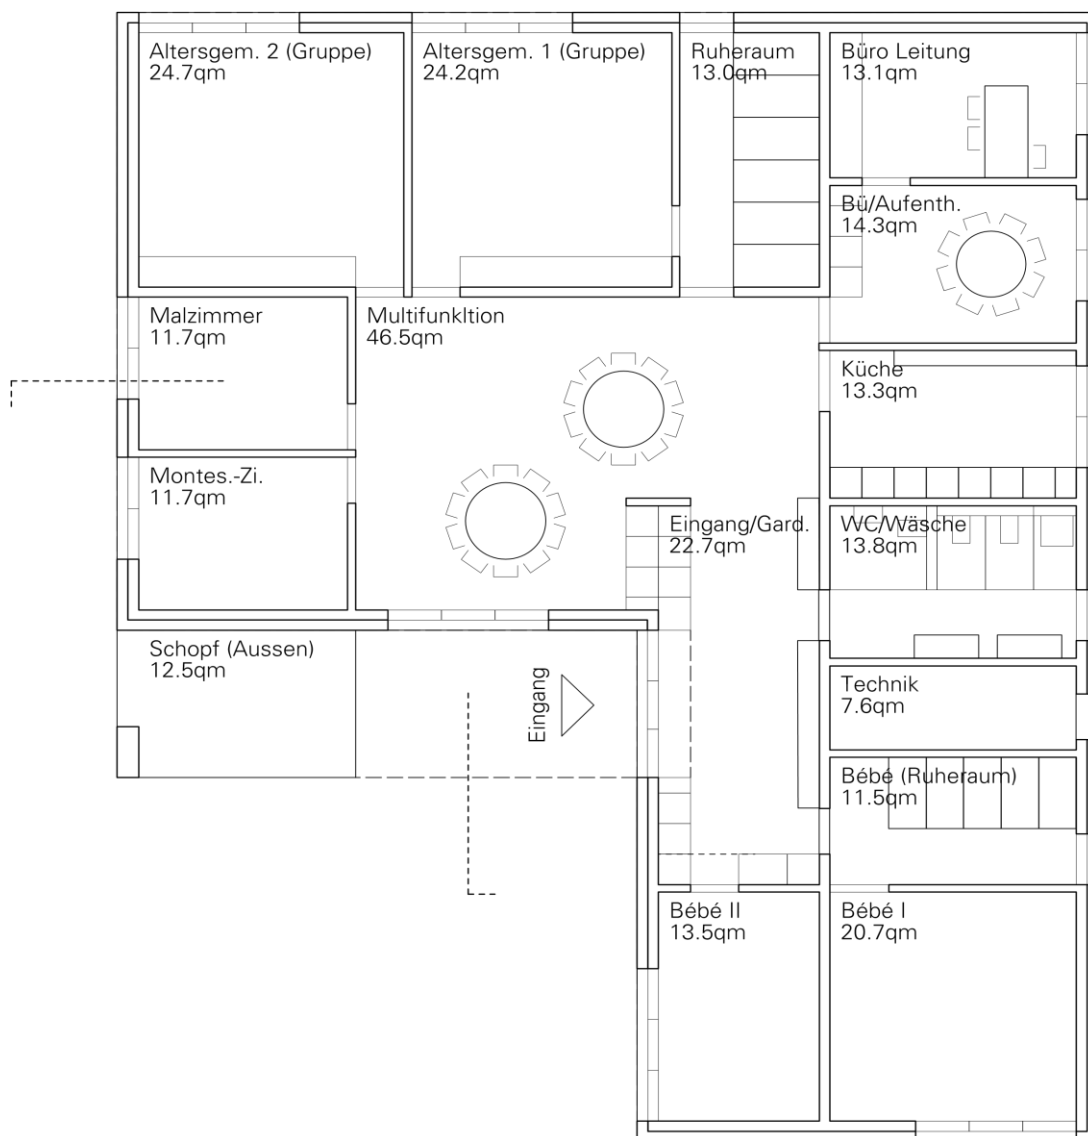 Altersgem. 2 (Gruppe)
24.7qm
Altersgem. 1 (Gruppe)
24.2qm
Ruheraum
13.0qm
Büro Leitung
13.1qm
Bü/Aufenth.
14.3qm
Malzimmer
11.7qm
Multifunkltion
46.5qm
Küche
13.3qm
Montes.-Zi.
11.7qm
Eingang/Gard.
22.7qm
WC/Wäsche
13.8qm
Schopf (Aussen)
12.5qm
Eingang
Technik
7.6qm
Bébé (Ruheraum)
11.5qm
Bébé II
13.5qm
Bébé I
20.7qm